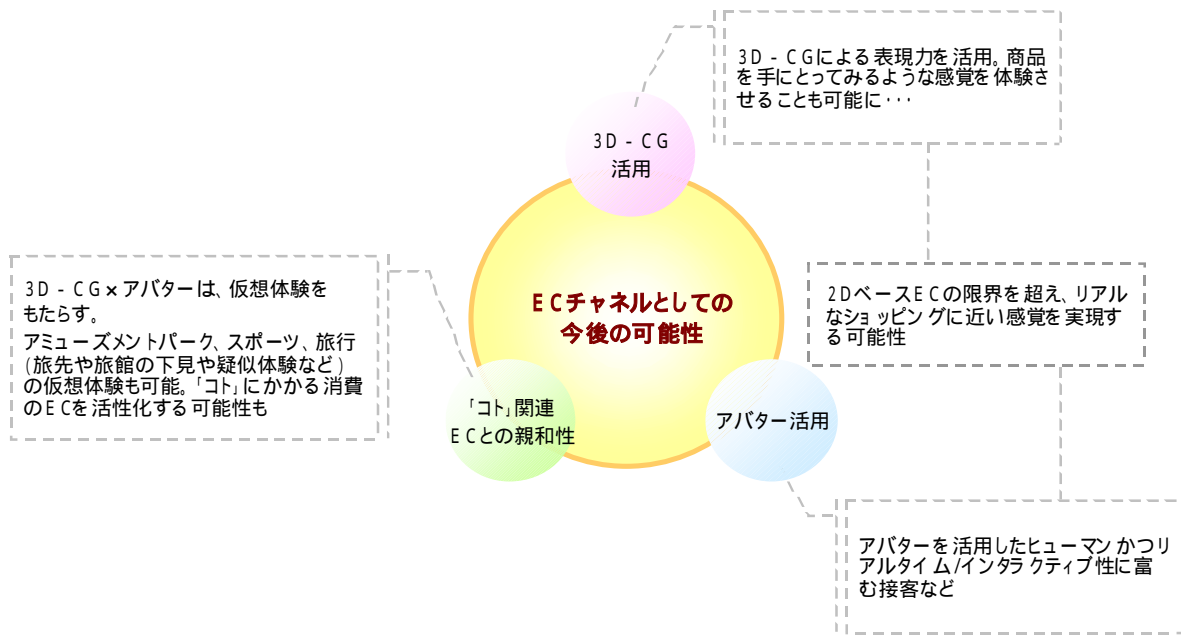 3D-CGによる表現力を活用。商品
を手にとってみるような感覚を体験さ
せることも可能に･･･
3D-CG
活用
3D-CG×アバターは、仮想体験を
もたらす。
アミューズメントパーク、スポーツ、旅行
(旅先や旅館の下見や疑似体験など)
の仮想体験も可能。「コト」にかかる消費
のECを活性化する可能性も
ECチャネルとしての
今後の可能性
2DベースECの限界を超え、リアル
なショッピングに近い感覚を実現す
る可能性
「コト」関連
ECとの親和性
アバター活用
アバターを活用したヒューマンかつリ
アルタイム/インタラクティブ性に富
む接客など